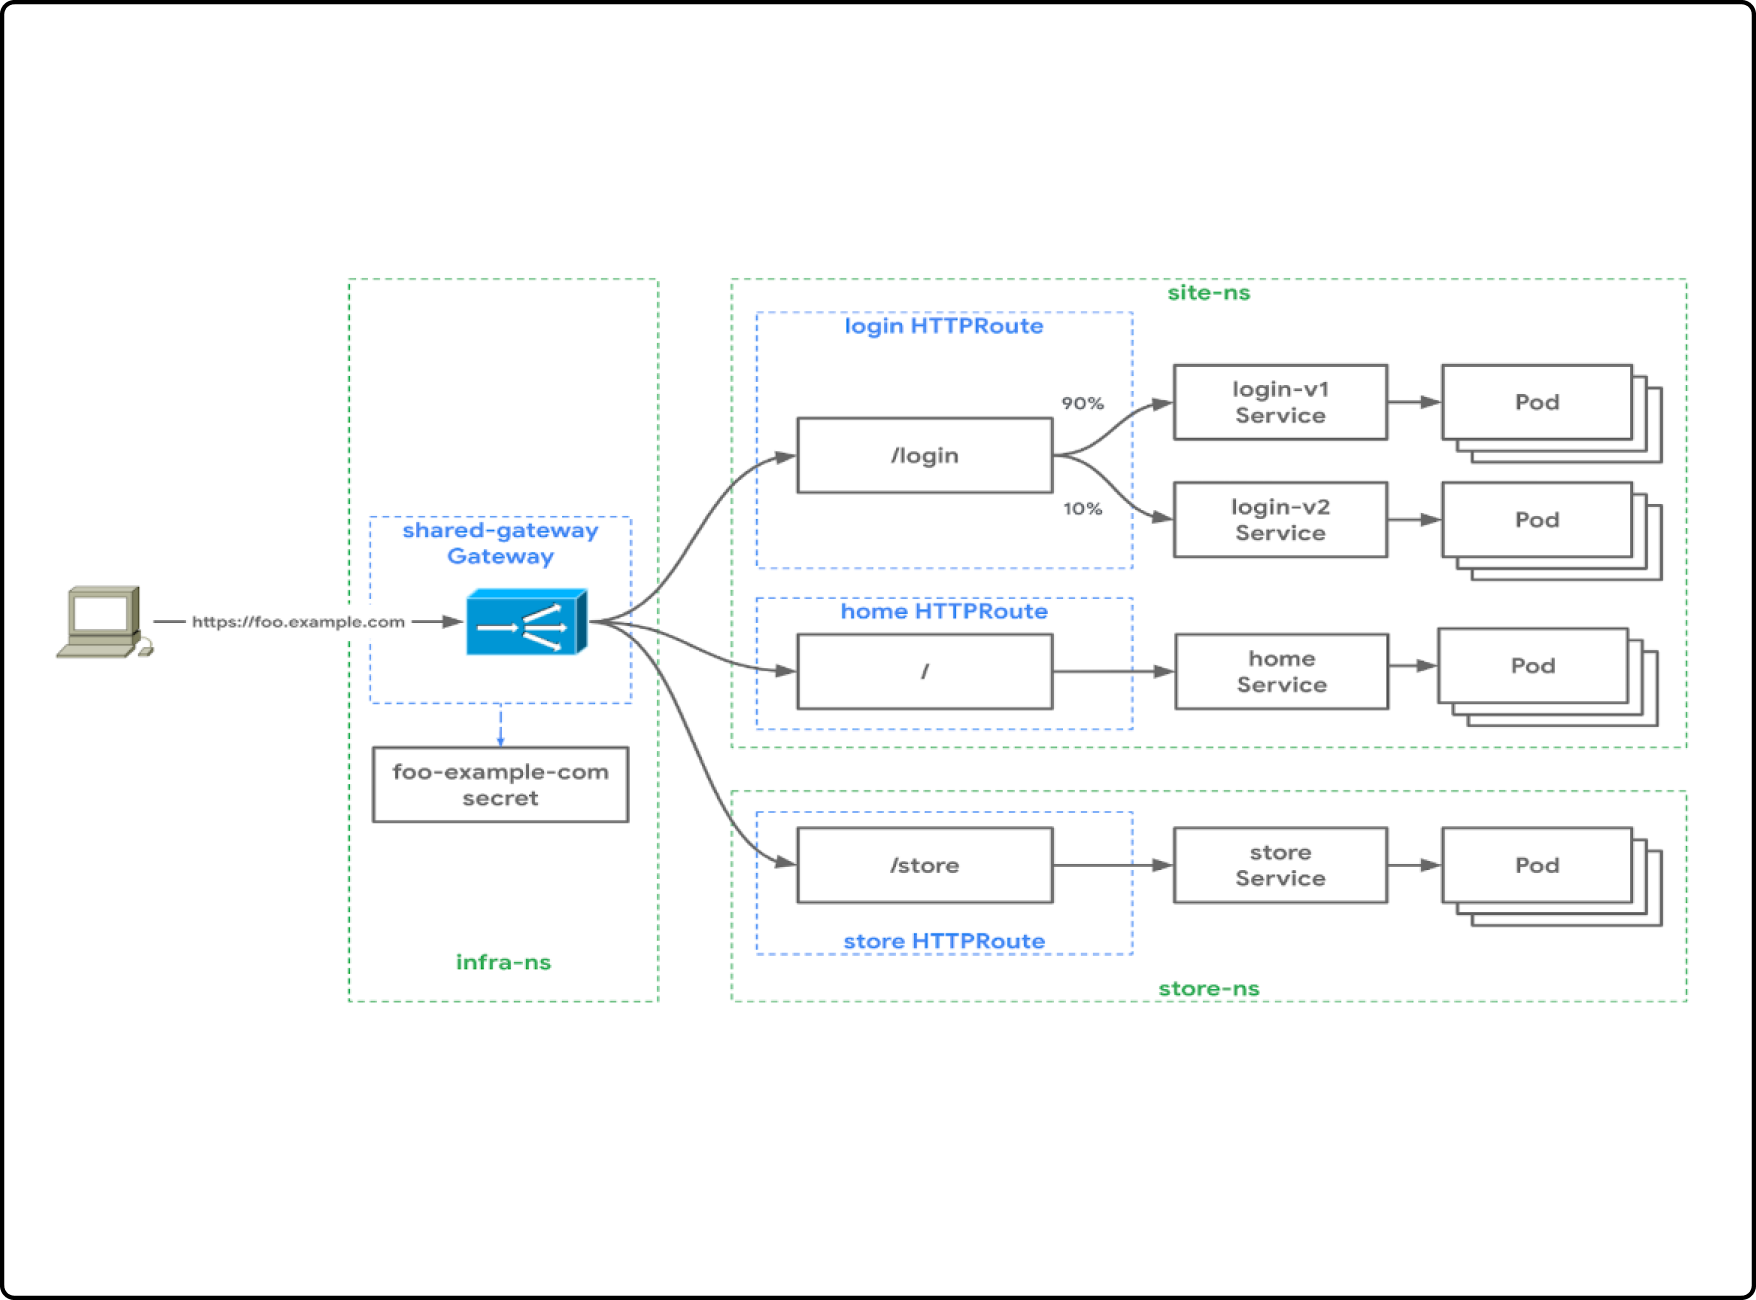 site-ns
login HTTPRoute
90%
login-v1
Service
Pod
/login
10%
login-v2
Service
Pod
shared-gateway
Gateway
https://foo.example.com
home HTTPRoute
/
home
Service
Pod
foo-example-com
secret
/store
store
Service
Pod
store HTTPRoute
infra-ns
store-ns